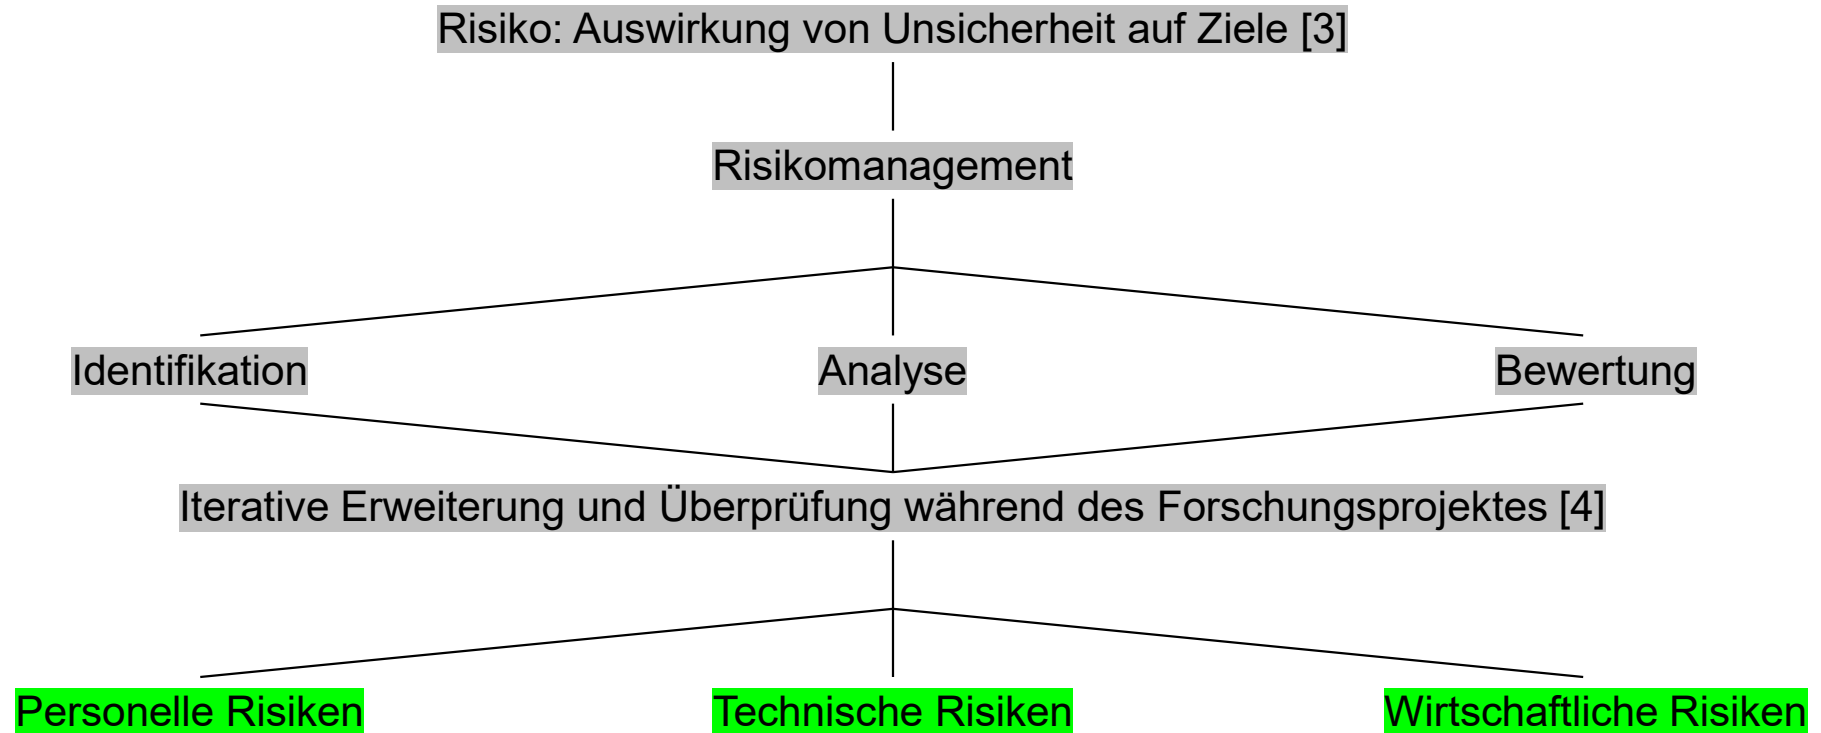 Risiko: Auswirkung von Unsicherheit auf Ziele [3]
Risikomanagement
Identifikation
Analyse
Bewertung
Iterative Erweiterung und Überprüfung während des Forschungsprojektes [4]
Personelle Risiken
Technische Risiken
Wirtschaftliche Risiken